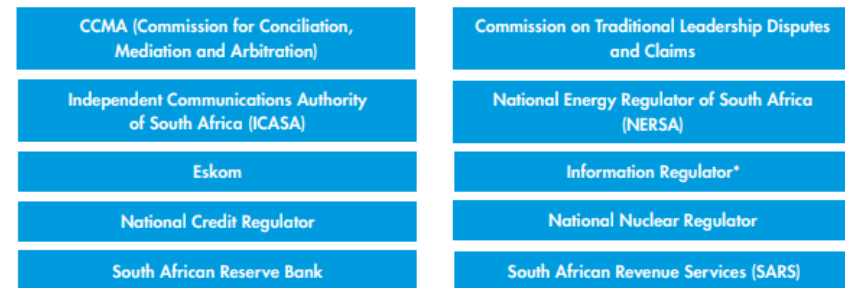 CCMA (Commission for Conciliation,
Mediation and Arbitration)
Commission on Traditional Leadership Disputes
and Claims
Independent Communications Authority
of South Africa (ICASA)
National Energy Regulator of South Africa
(NERSA)
Eskom
Information Regulator*
National Credit Regulator
National Nuclear Regulator
South African Reserve Bank
South African Revenue Services (SARS)